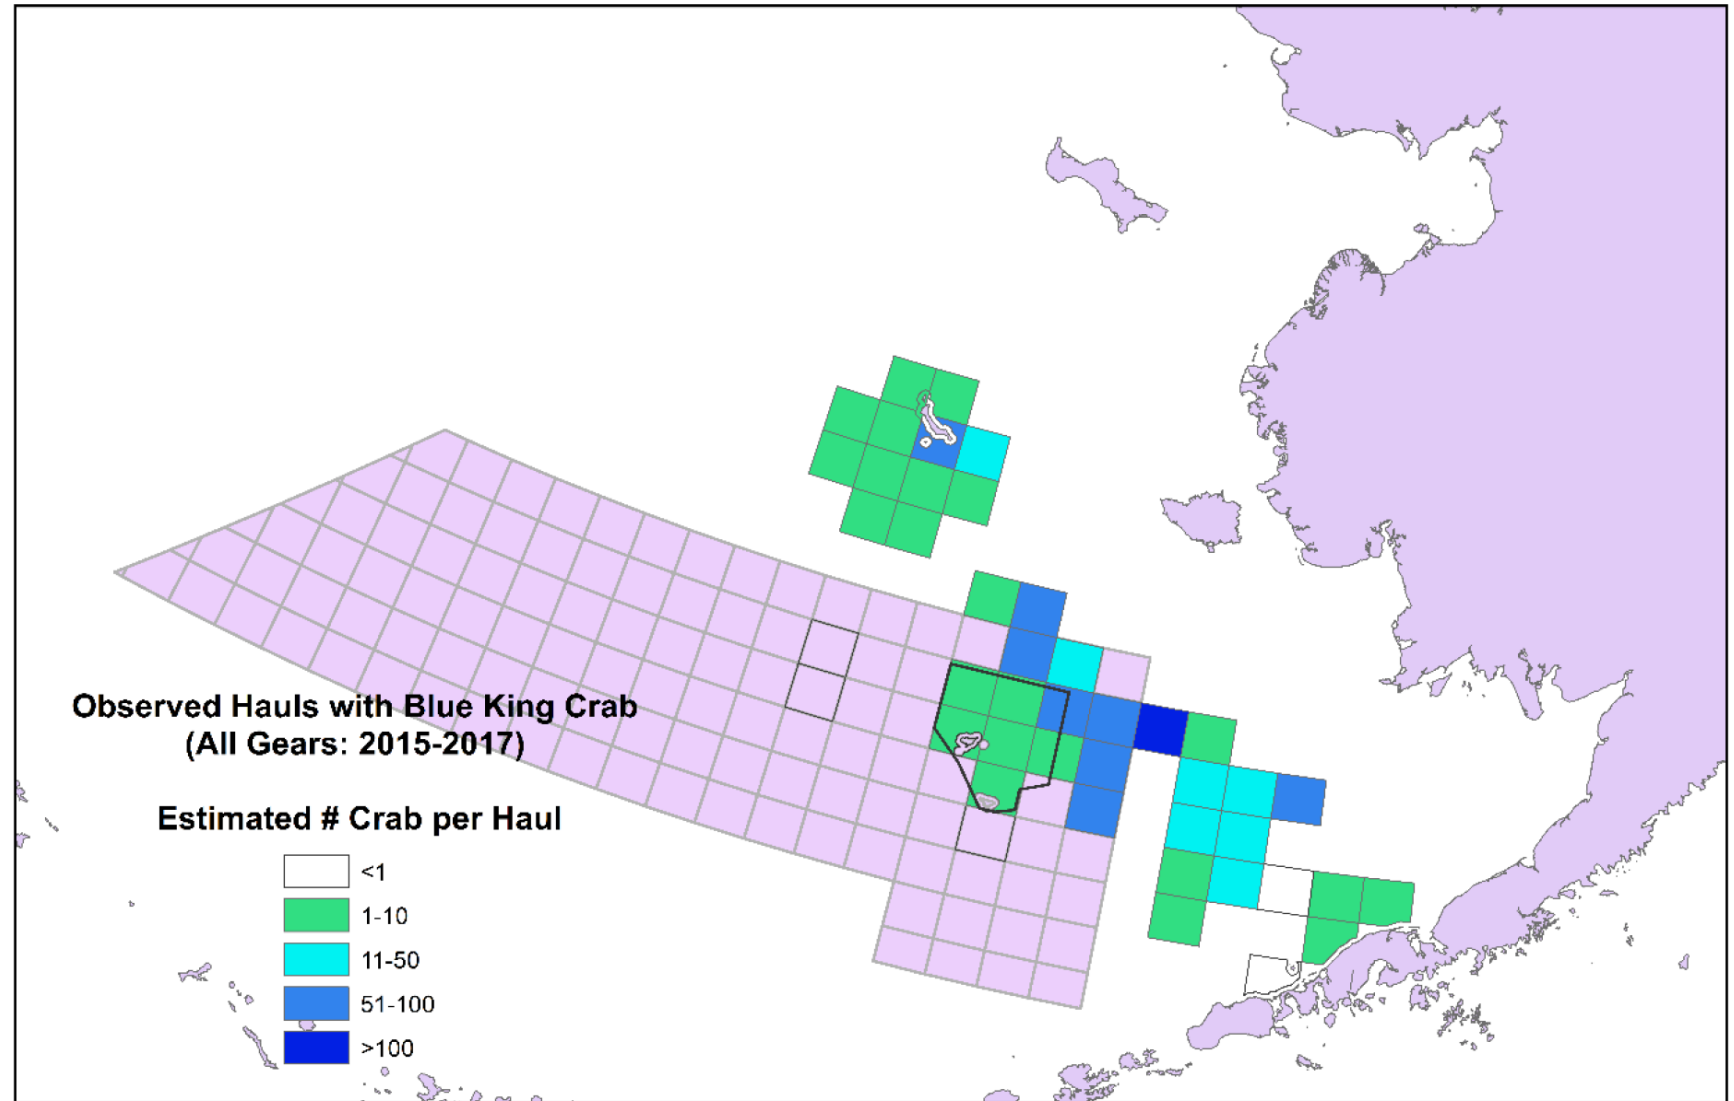 Observed Hauls with Blue King Crab
(All Gears: 2015-2017)
Estimated # Crab per Haul
<1
1-10
11-50
51-100
>100